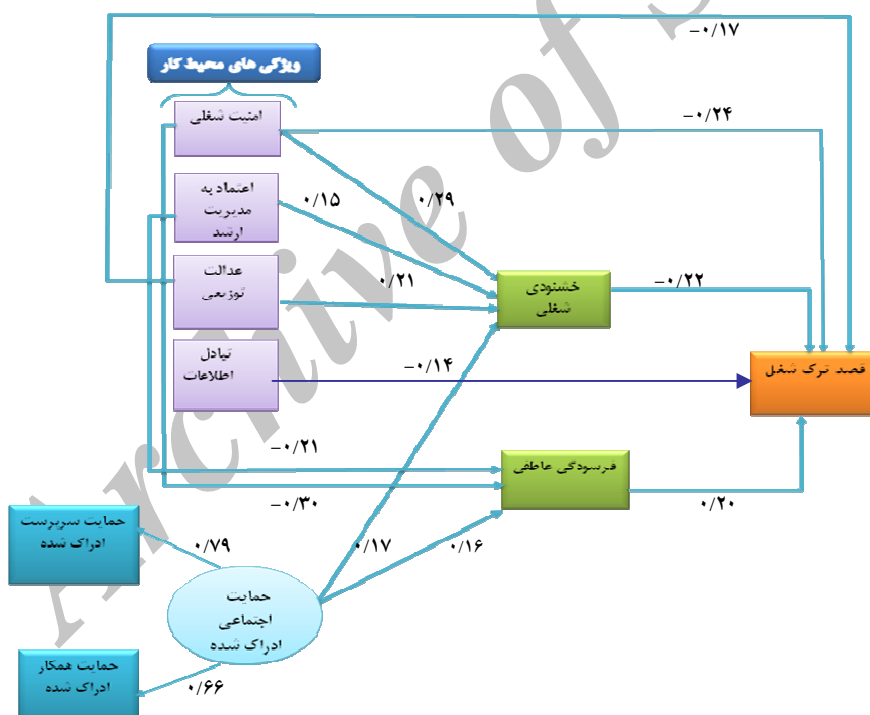 -۰/۱۷
ویژگی های محیط کار
امنیت شغلی
-۰/۲۴
اعتماد به
مدیریت
ارشد
۰/۱۵
۰/۲۹
عدالت
توزیعی
۰/۲۱
خشنودی
شغلی
-۰/۲۲
تبادل
اطلاعات
-۰/۱۴
قصد ترک شغل
-۰/۲۱
فرسودگی عاطفی
-۰/۳۰
۰/۲۰
حمایت سرپرست
ادراک شده
۰/۷۹
۰/۱۷
۰/۱۶
حمایت
اجتماعی
ادراک شده
حمایت همکار
ادراک شده
۰/۶۶
Archive of S